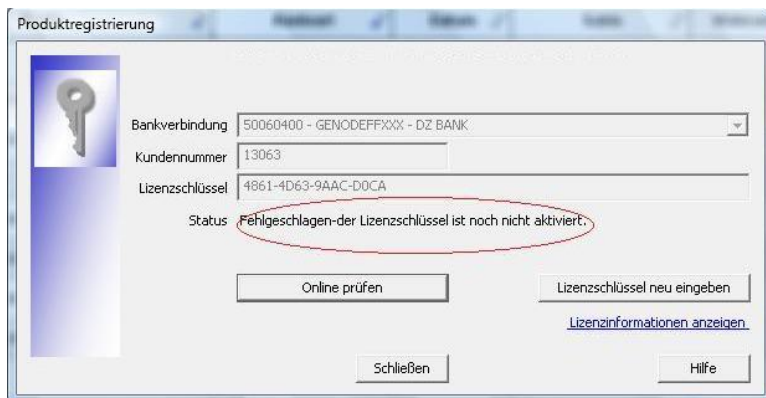 Produktregistrierung
Bankverbindung 50060400 - GENODEFFXXX - DZ BANK
Kundennummer 13063
Lizenzschlüssel 4861-4D63-9AAC-D0CA
Status Fehlgeschlagen-der Lizenzschlüssel ist noch nicht aktiviert.
Online prüfen Lizenzschlüssel neu eingeben
Lizenzinformationen anzeigen
Schließen Hilfe